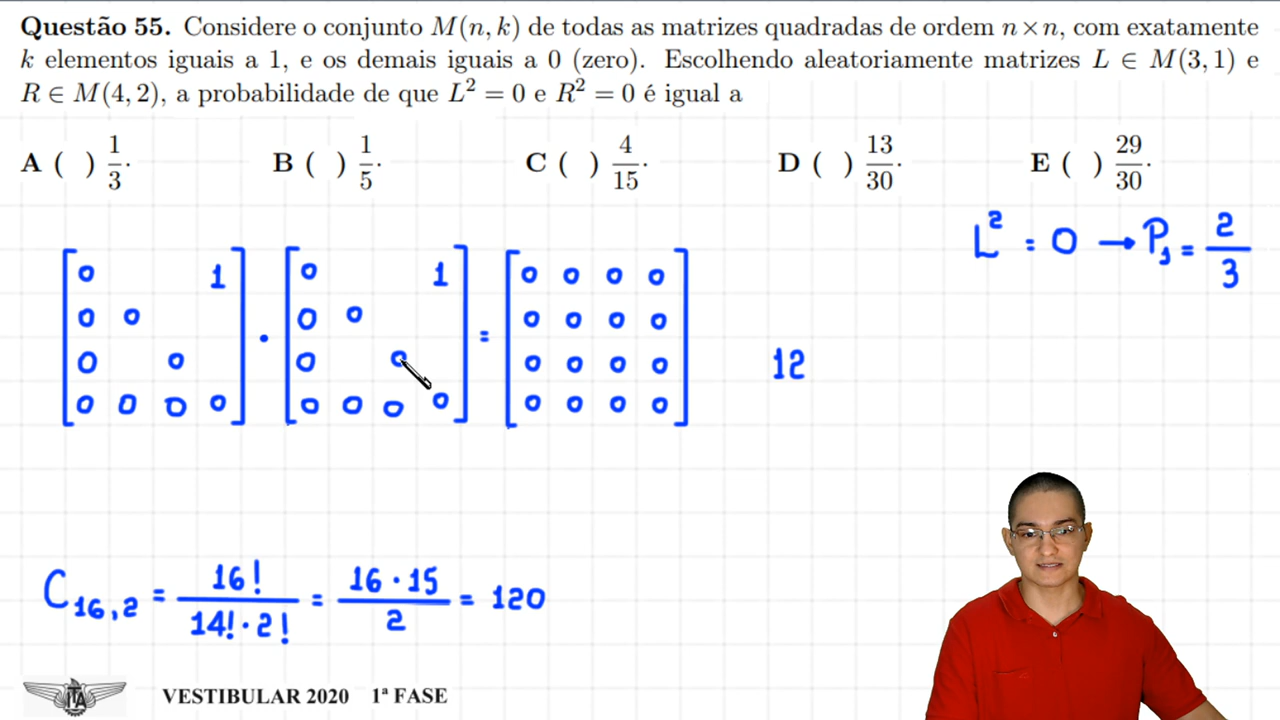 Questão 55. Considere o conjunto M(n, k) de todas as matrizes quadradas de ordem n×n, com exatamente
k elementos iguais a 1, e os demais iguais a 0 (zero). Escolhendo aleatoriamente matrizes L ∈ M(3, 1) e
R ∈ M(4, 2), a probabilidade de que L² = 0 e R² = 0 é igual a
A ( ) 1/3. B ( ) 1/5. C ( ) 4/15. D ( ) 13/30. E ( ) 29/30.
L² = 0 → P₁ = 2/3
[0 1] · [0 1] = [0 0 0 0]
[0 0] [0 0] [0 0 0 0]
[0 0] [0 0] [0 0 0 0]
[0 0 0 0] [0 0 0 0] [0 0 0 0]
12
C₁₆,₂ = 16!/14!·2! = 16·15/2 = 120
ITA
VESTIBULAR 2020 1ª FASE